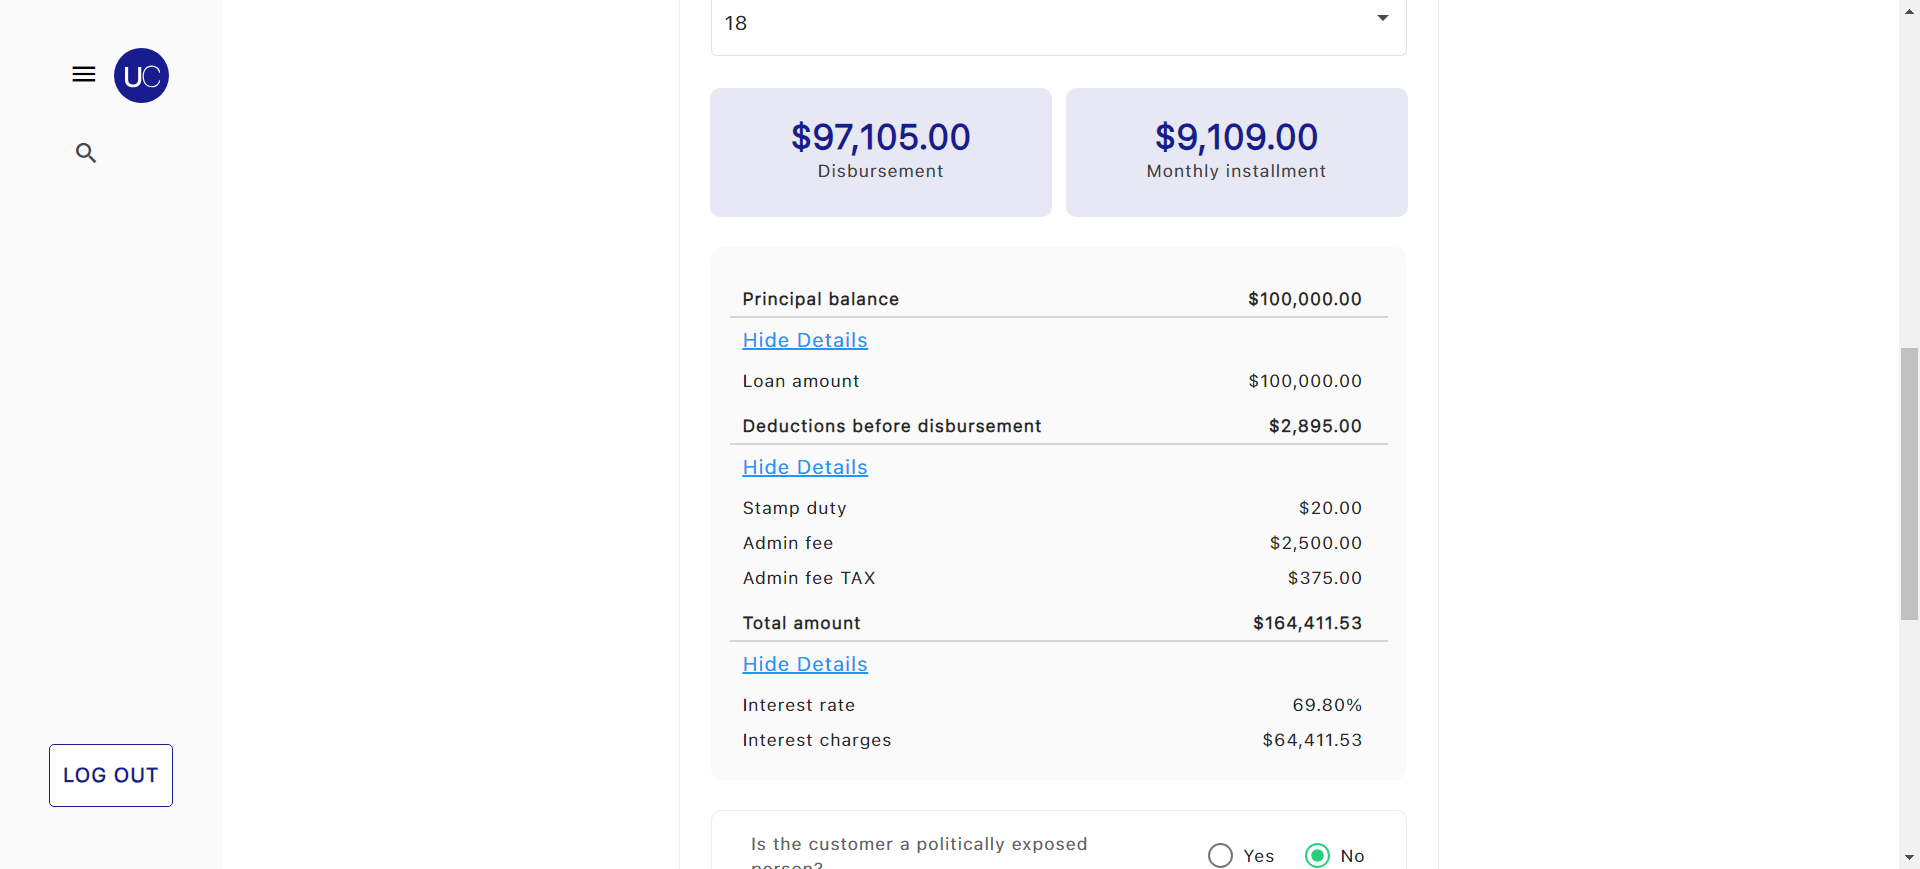 18
UC
$97,105.00
Disbursement
$9,109.00
Monthly installment
Principal balance $100,000.00
Hide Details
Loan amount $100,000.00
Deductions before disbursement $2,895.00
Hide Details
Stamp duty $20.00
Admin fee $2,500.00
Admin fee TAX $375.00
Total amount $164,411.53
Hide Details
Interest rate 69.80%
Interest charges $64,411.53
LOG OUT
Is the customer a politically exposed
person?
Yes
No